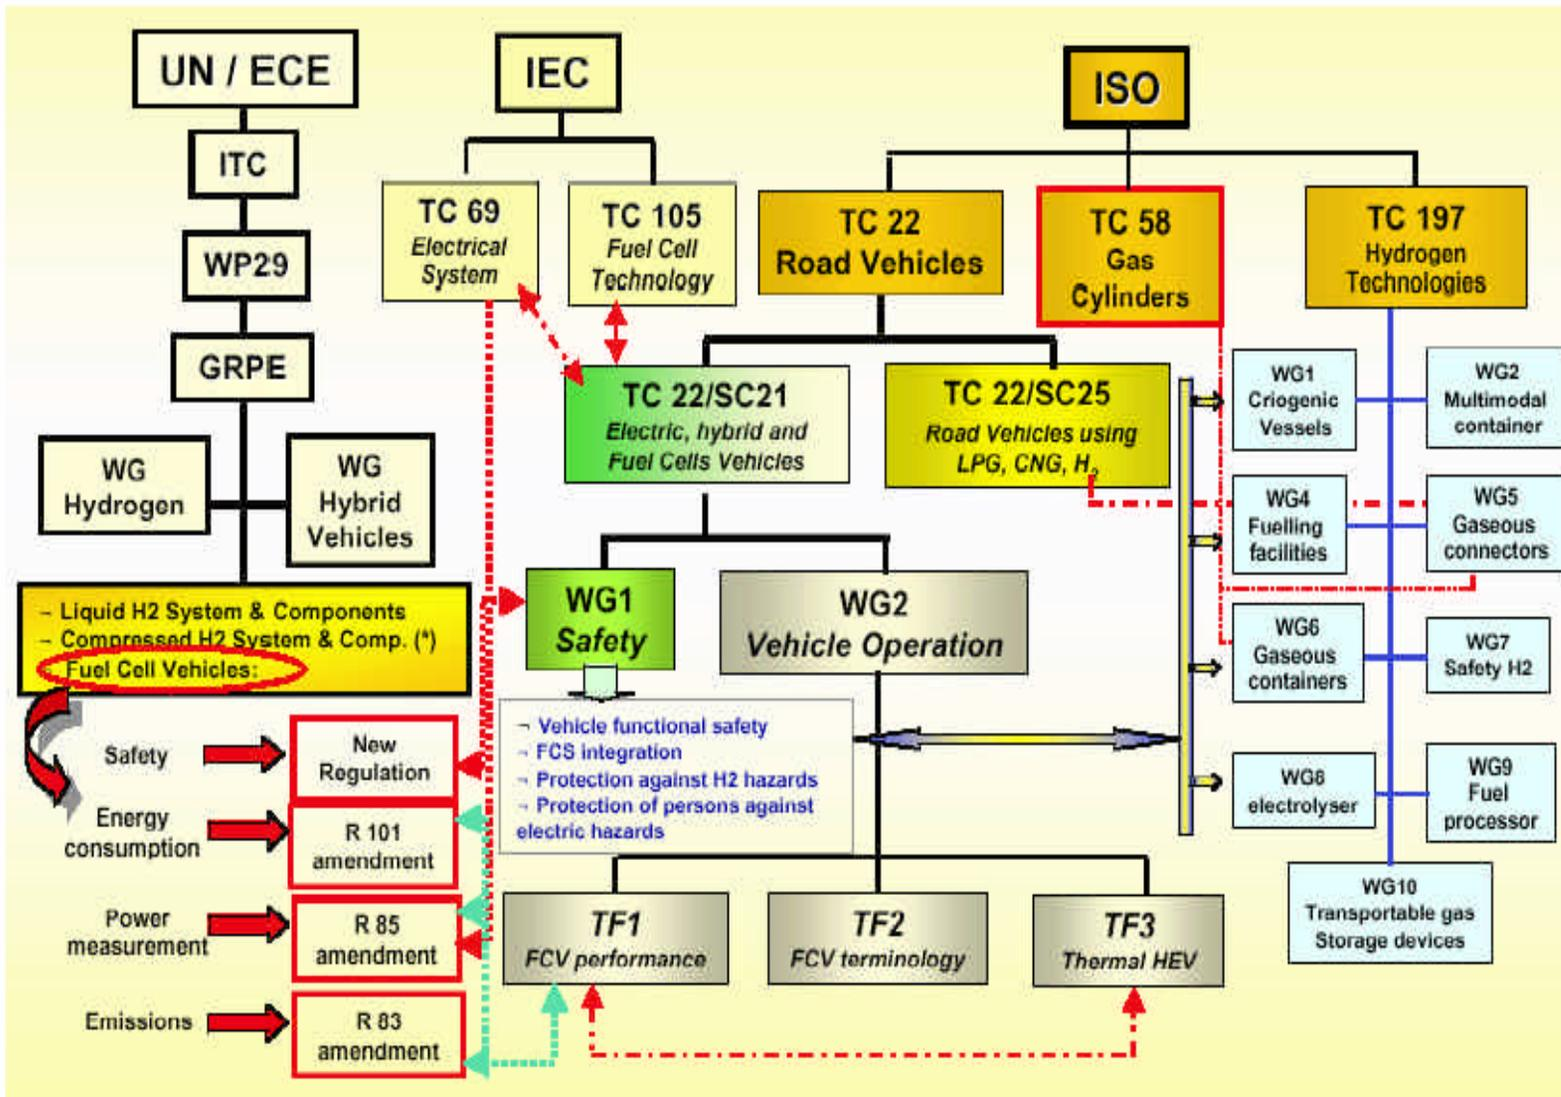 UN / ECE
ITC
WP29
GRPE
WG
Hydrogen
WG
Hybrid
Vehicles
¬ Liquid H2 System & Components
¬ Compressed H2 System & Comp. (*)
Fuel Cell Vehicles:
Safety
New
Regulation
Energy
consumption
R 101
amendment
Power
measurement
R 85
amendment
Emissions
R 83
amendment
IEC
TC 69
Electrical
System
TC 105
Fuel Cell
Technology
ISO
TC 22
Road Vehicles
TC 58
Gas
Cylinders
TC 197
Hydrogen
Technologies
TC 22/SC21
Electric, hybrid and
Fuel Cells Vehicles
TC 22/SC25
Road Vehicles using
LPG, CNG, H2
WG1
Safety
WG2
Vehicle Operation
¬ Vehicle functional safety
¬ FCS integration
¬ Protection against H2 hazards
¬ Protection of persons against
electric hazards
TF1
FCV performance
TF2
FCV terminology
TF3
Thermal HEV
WG1
Criogenic
Vessels
WG2
Multimodal
container
WG4
Fuelling
facilities
WG5
Gaseous
connectors
WG6
Gaseous
containers
WG7
Safety H2
WG8
electrolyser
WG9
Fuel
processor
WG10
Transportable gas
Storage devices